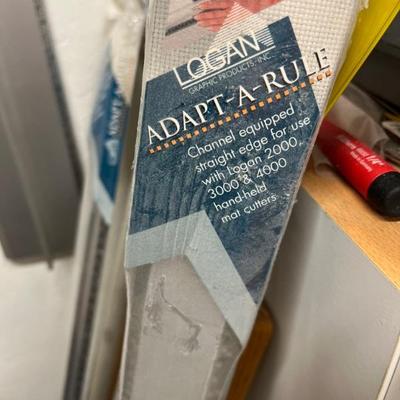 LOGAN
GRAPHIC PRODUCTS, INC.
ADAPT-A-RULE
Channel equipped
straight edge for use
with Logan 2000,
3000 & 4000
hand-held
mat cutters.